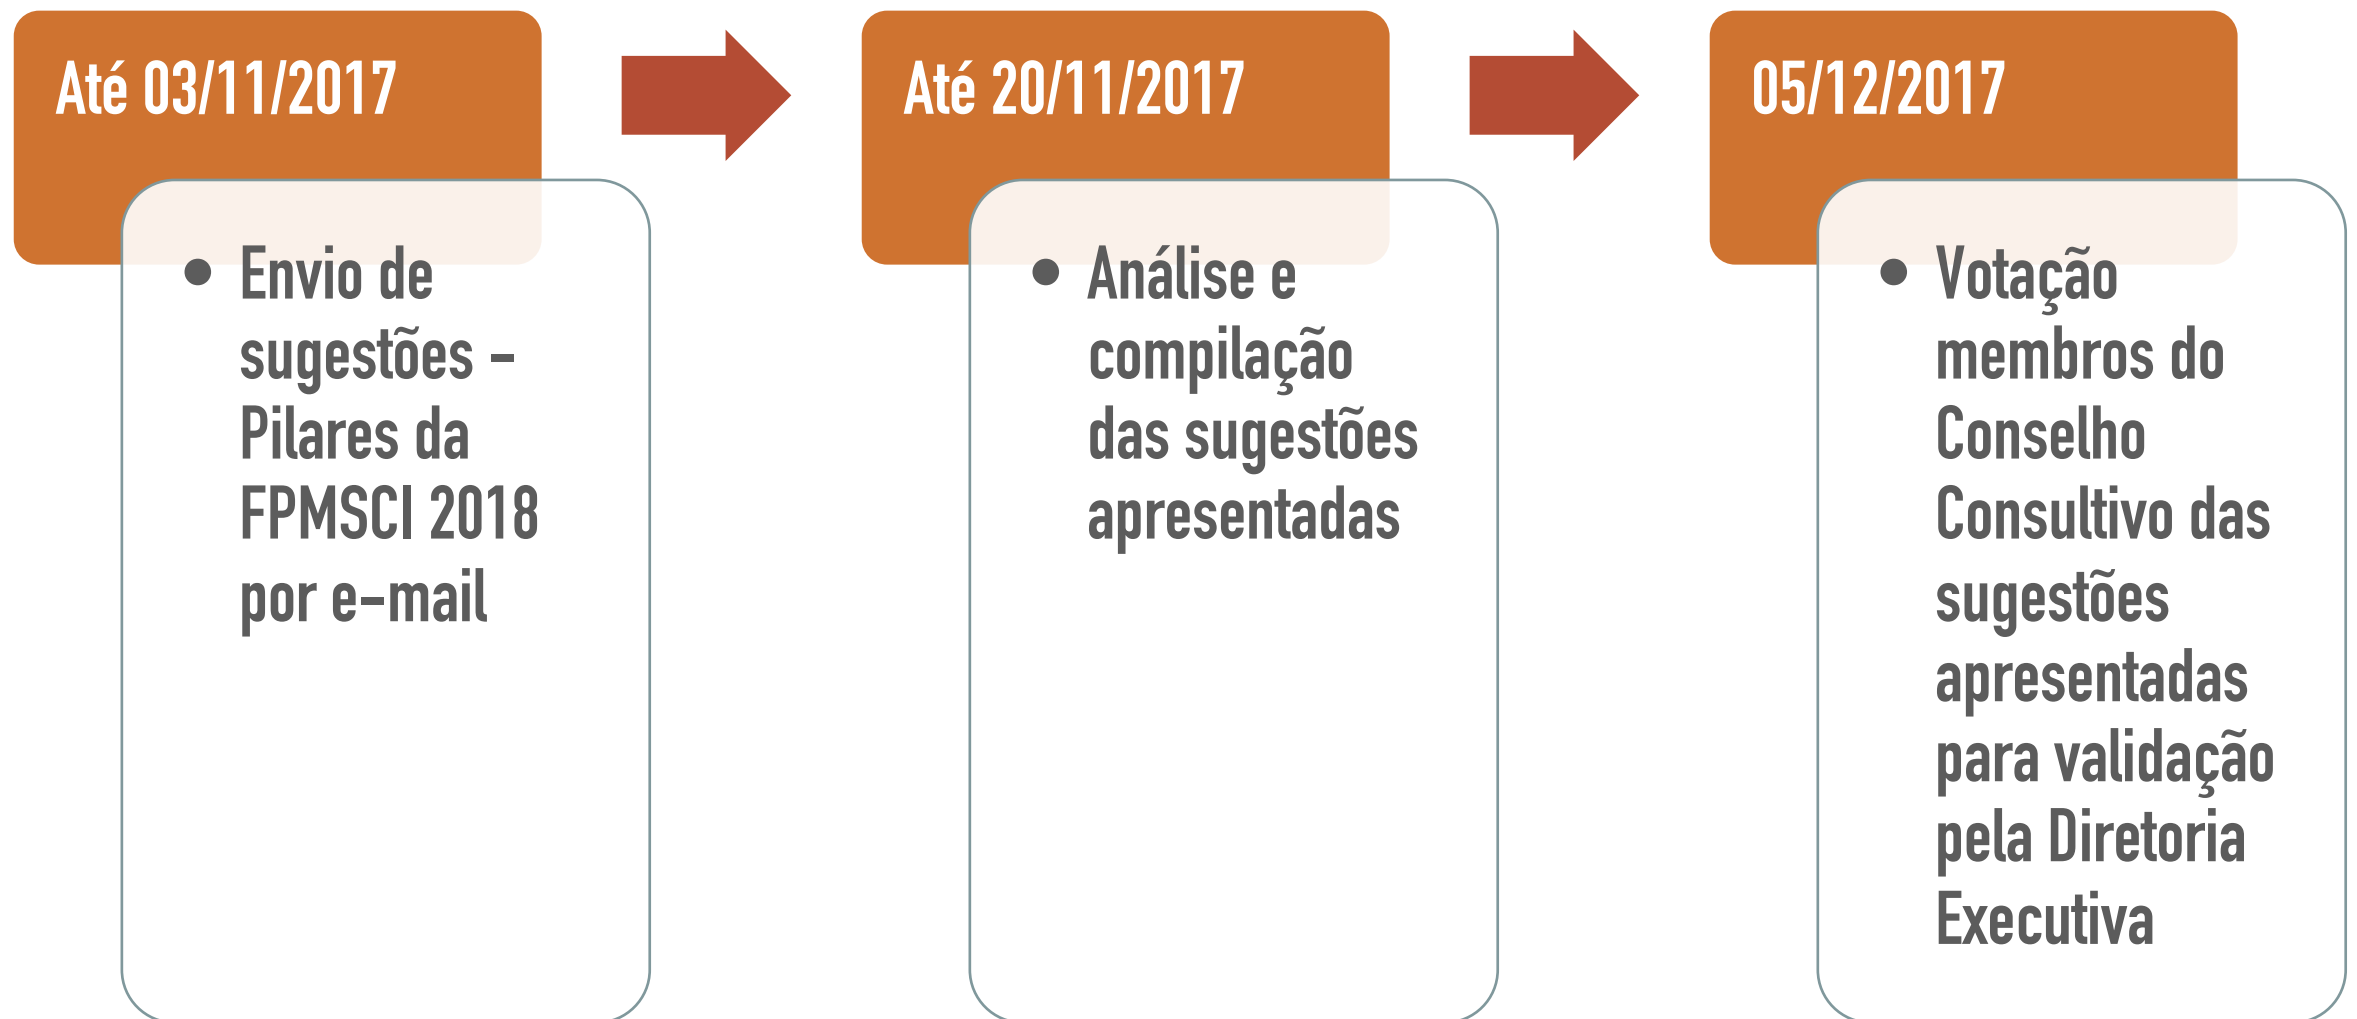 Até 03/11/2017
• Envio de
sugestões -
Pilares da
FPMSCI 2018
por e-mail
Até 20/11/2017
• Análise e
compilação
das sugestões
apresentadas
05/12/2017
• Votação
membros do
Conselho
Consultivo das
sugestões
apresentadas
para validação
pela Diretoria
Executiva